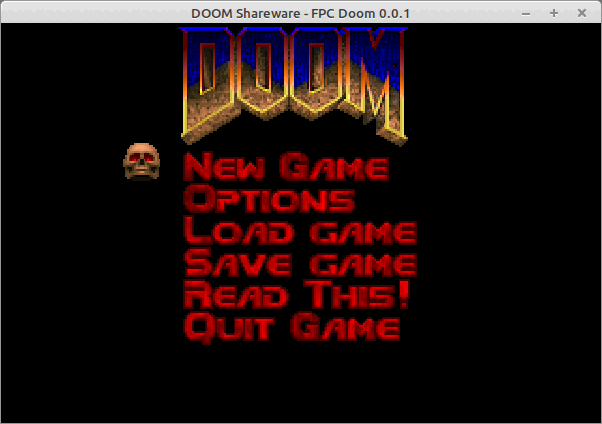 DOOM Shareware - FPC Doom 0.0.1
DOOM
New Game
Options
Load game
Save game
Read This!
Quit Game